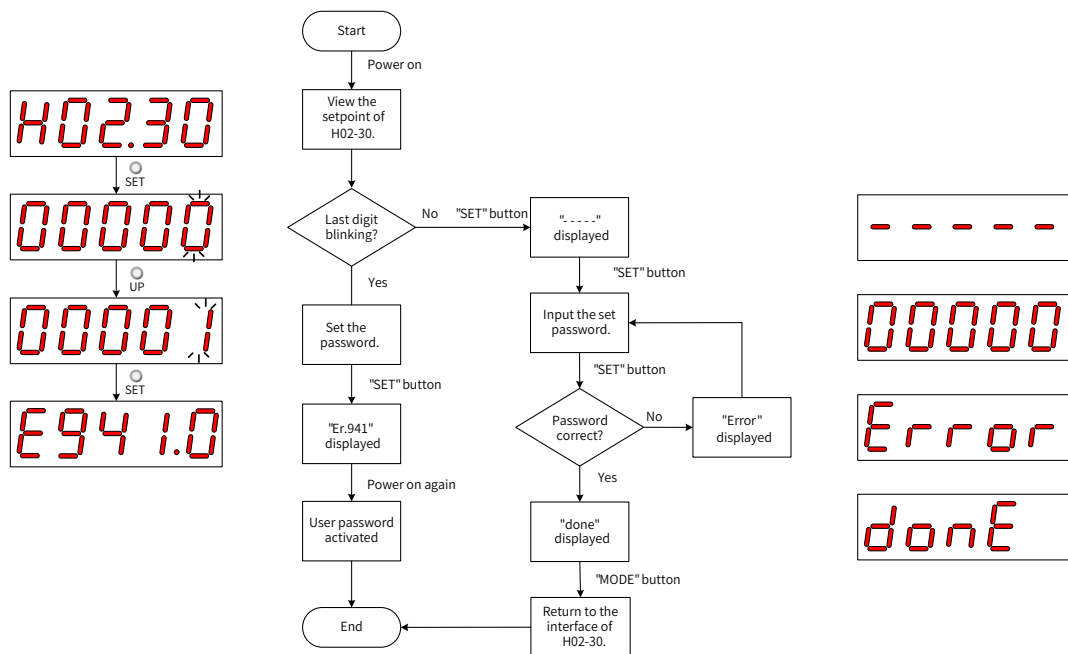 H02.30
SET
00000
UP
00001
SET
E941.0
Start
Power on
View the
setpoint of
H02-30.
Last digit
blinking?
No
"SET" button
Yes
Set the
password.
"SET" button
"Er.941"
displayed
Power on again
User password
activated
End
"-----"
displayed
"SET" button
Input the set
password.
"SET" button
Password
correct?
No
"Error"
displayed
Yes
"done"
displayed
"MODE" button
Return to the
interface of
H02-30.
-----
00000
Error
donE